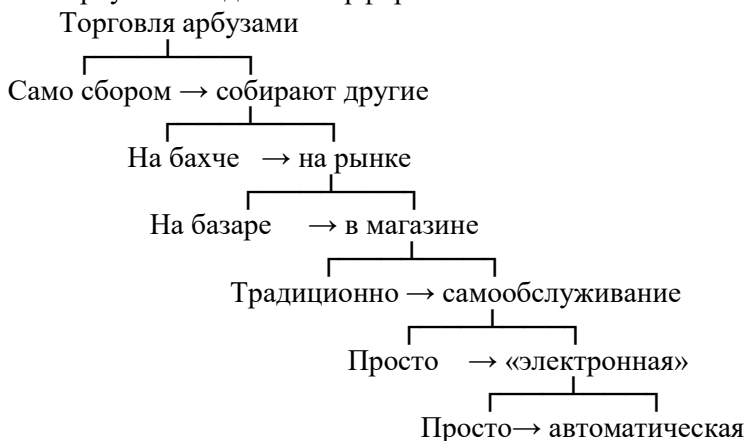 Торговля арбузами
Само сбором → собирают другие
На бахче → на рынке
На базаре → в магазине
Традиционно → самообслуживание
Просто → «электронная»
Просто→ автоматическая